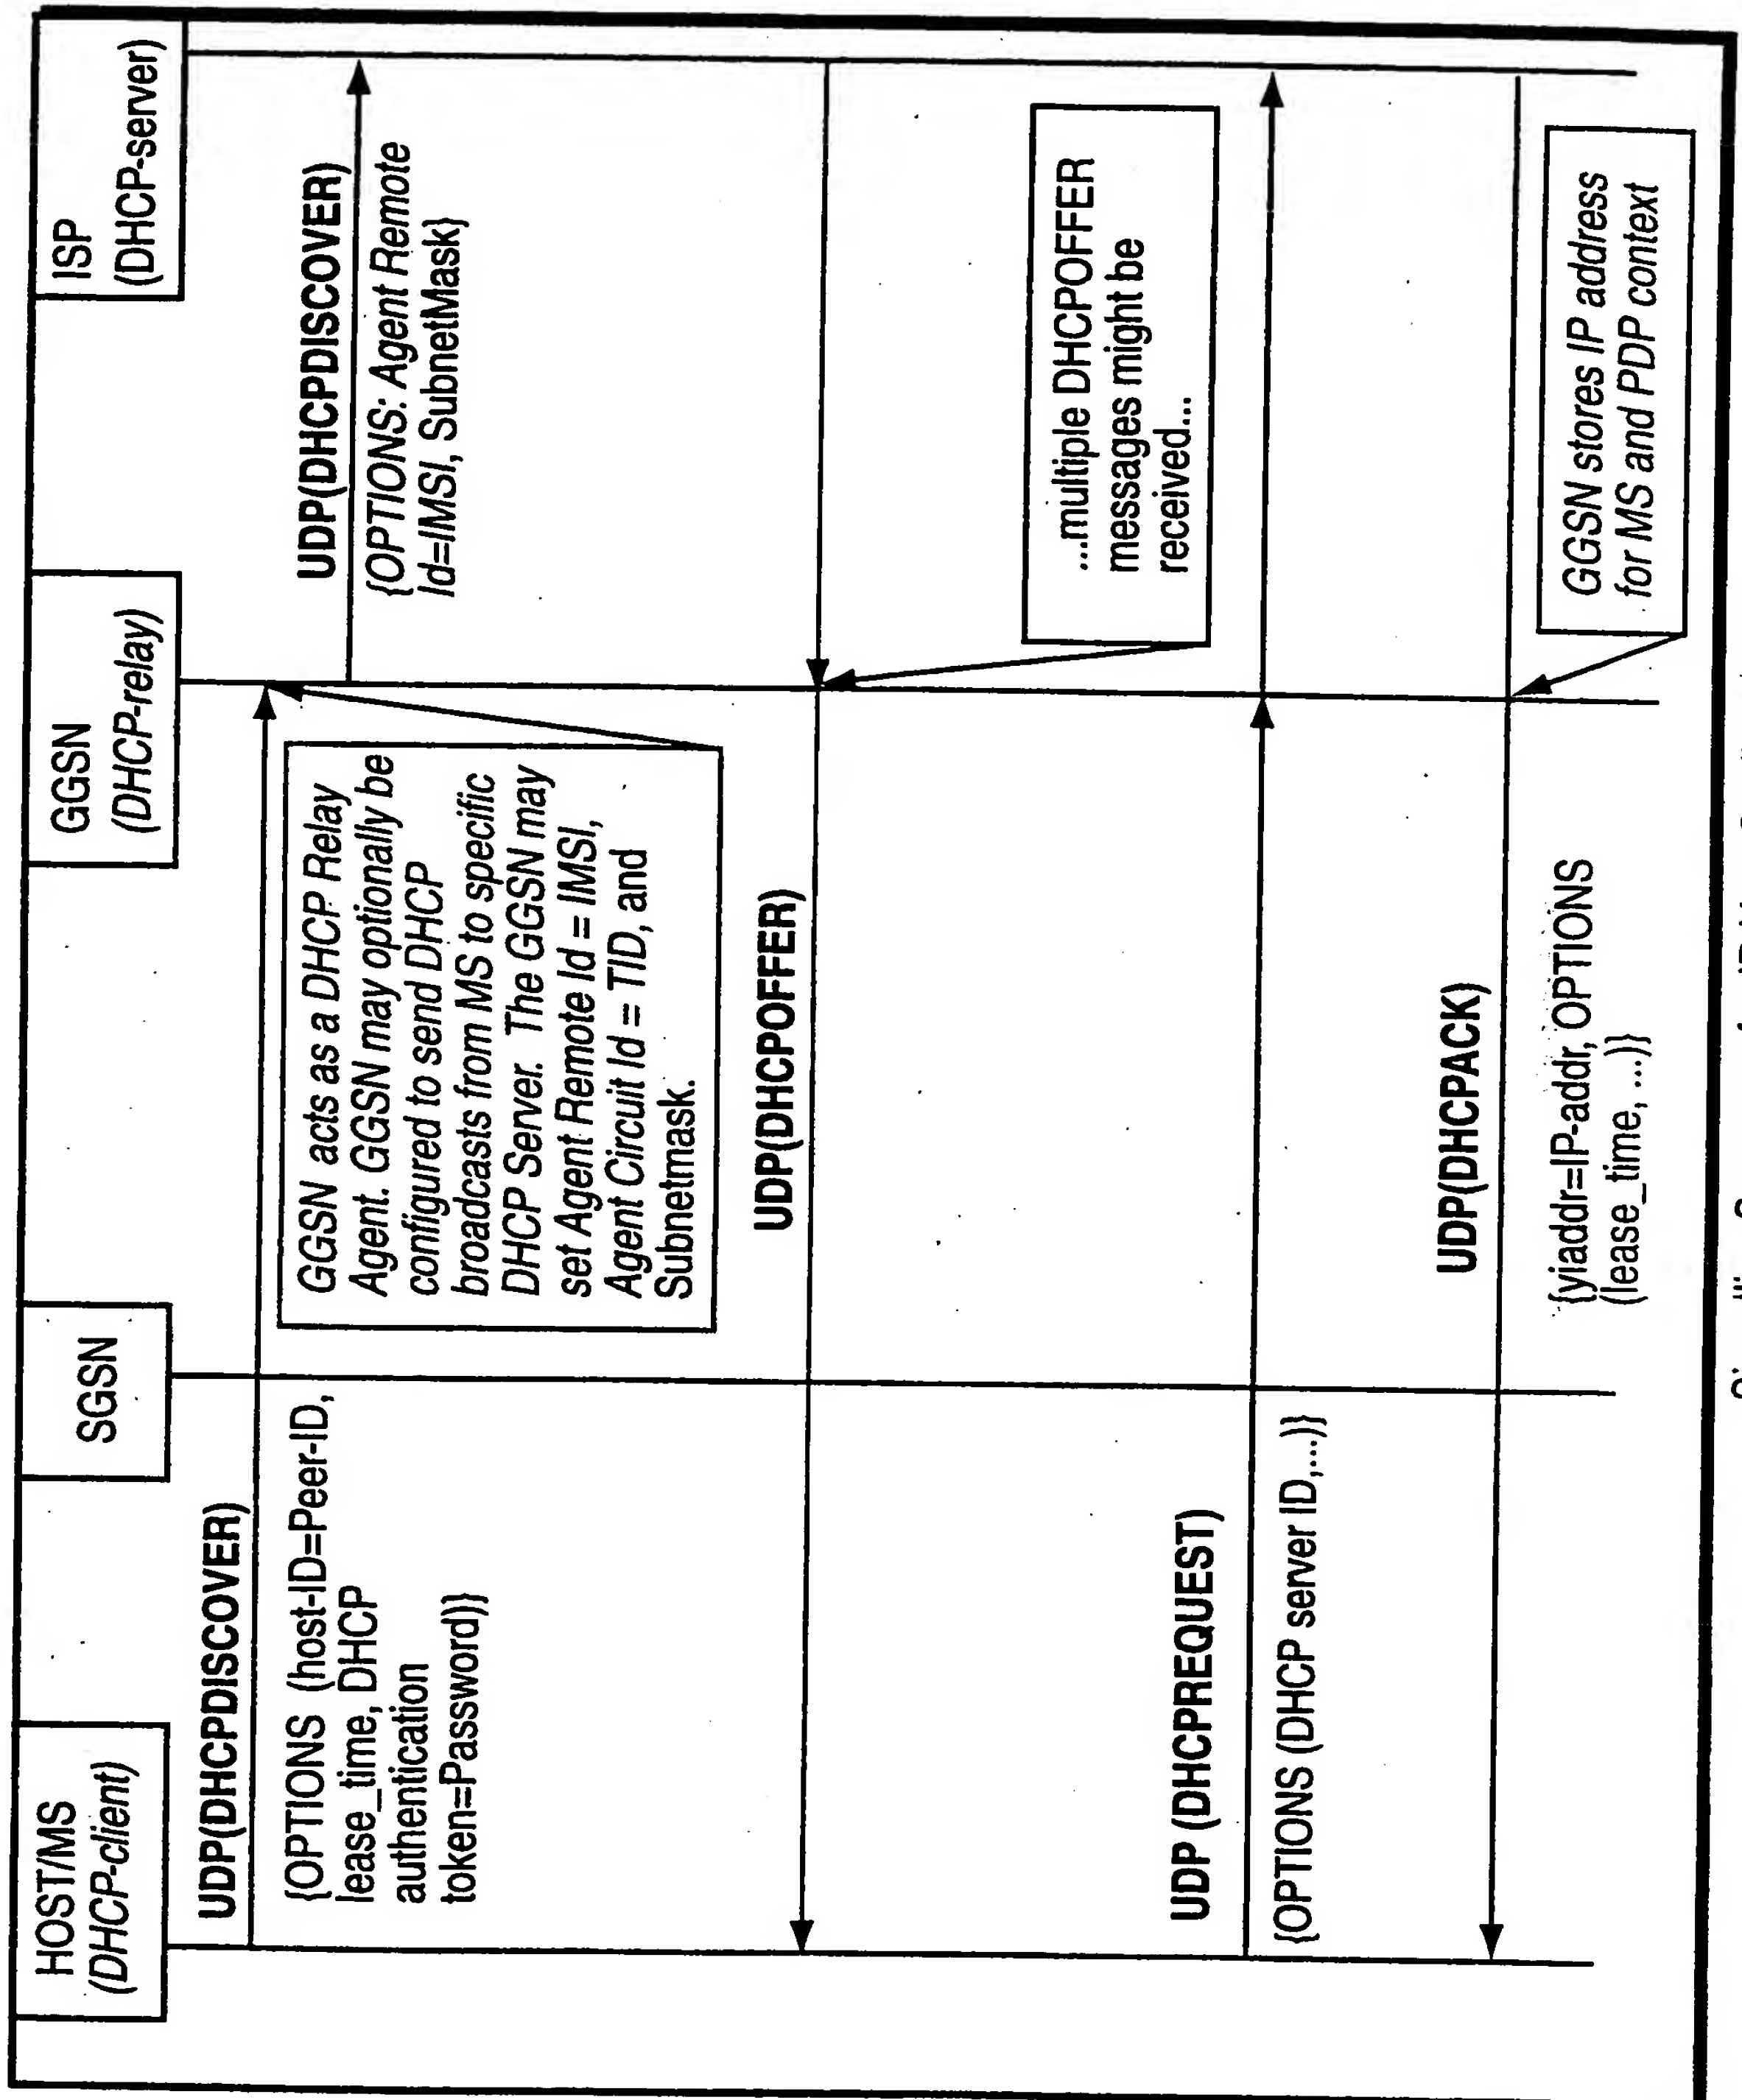 HOST/MS
(DHCP-client)
SGSN
GGSN
(DHCP-relay)
ISP
(DHCP-server)
UDP(DHCPDISCOVER)
{OPTIONS (host-ID=Peer-ID,
lease_time, DHCP
authentication
token=Password)}
GGSN acts as a DHCP Relay
Agent. GGSN may optionally be
configured to send DHCP
broadcasts from MS to specific
DHCP Server. The GGSN may
set Agent Remote Id = IMSI,
Agent Circuit Id = TID, and
Subnetmask.
UDP(DHCPDISCOVER)
{OPTIONS: Agent Remote
Id=IMSI, SubnetMask}
UDP(DHCPOFFER)
...multiple DHCPOFFER
messages might be
received...
UDP (DHCPREQUEST)
{OPTIONS (DHCP server ID,...)}
UDP(DHCPACK)
{yiaddr=IP-addr, OPTIONS
(lease_time, ...)}
GGSN stores IP address
for MS and PDP context